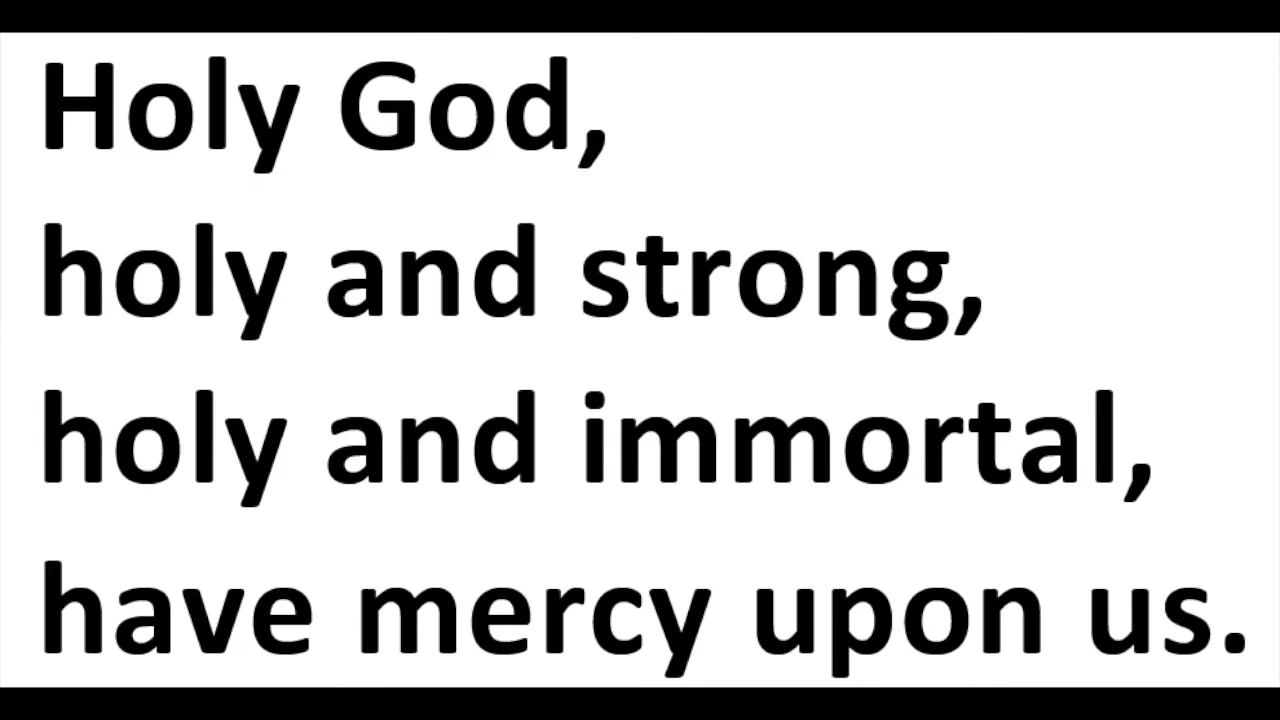 Holy God,
holy and strong,
holy and immortal,
have mercy upon us.